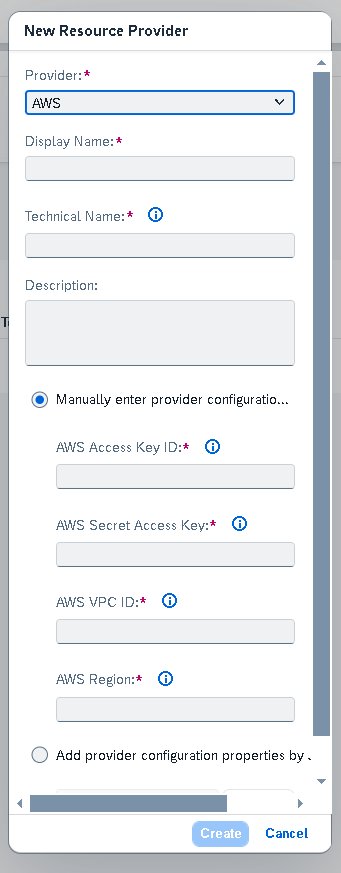 New Resource Provider
Provider:*
AWS
Display Name:*
Technical Name:*
Description:
Manually enter provider configuratio...
AWS Access Key ID:*
AWS Secret Access Key:*
AWS VPC ID:*
AWS Region:*
Add provider configuration properties by
Create
Cancel